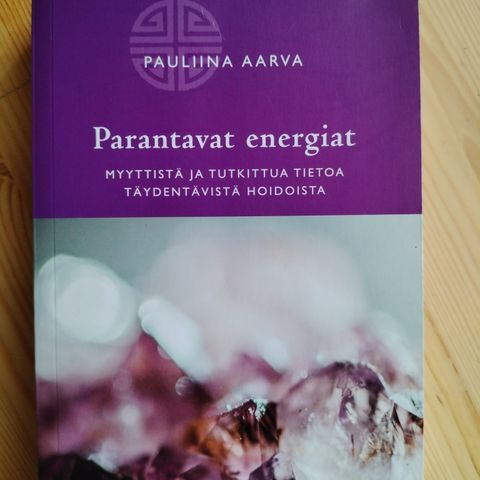 PAULIINA AARVA
Parantavat energiat
MYYTTISTÄ JA TUTKITTUA TIETOA
TÄYDENTÄVISTÄ HOIDOISTA